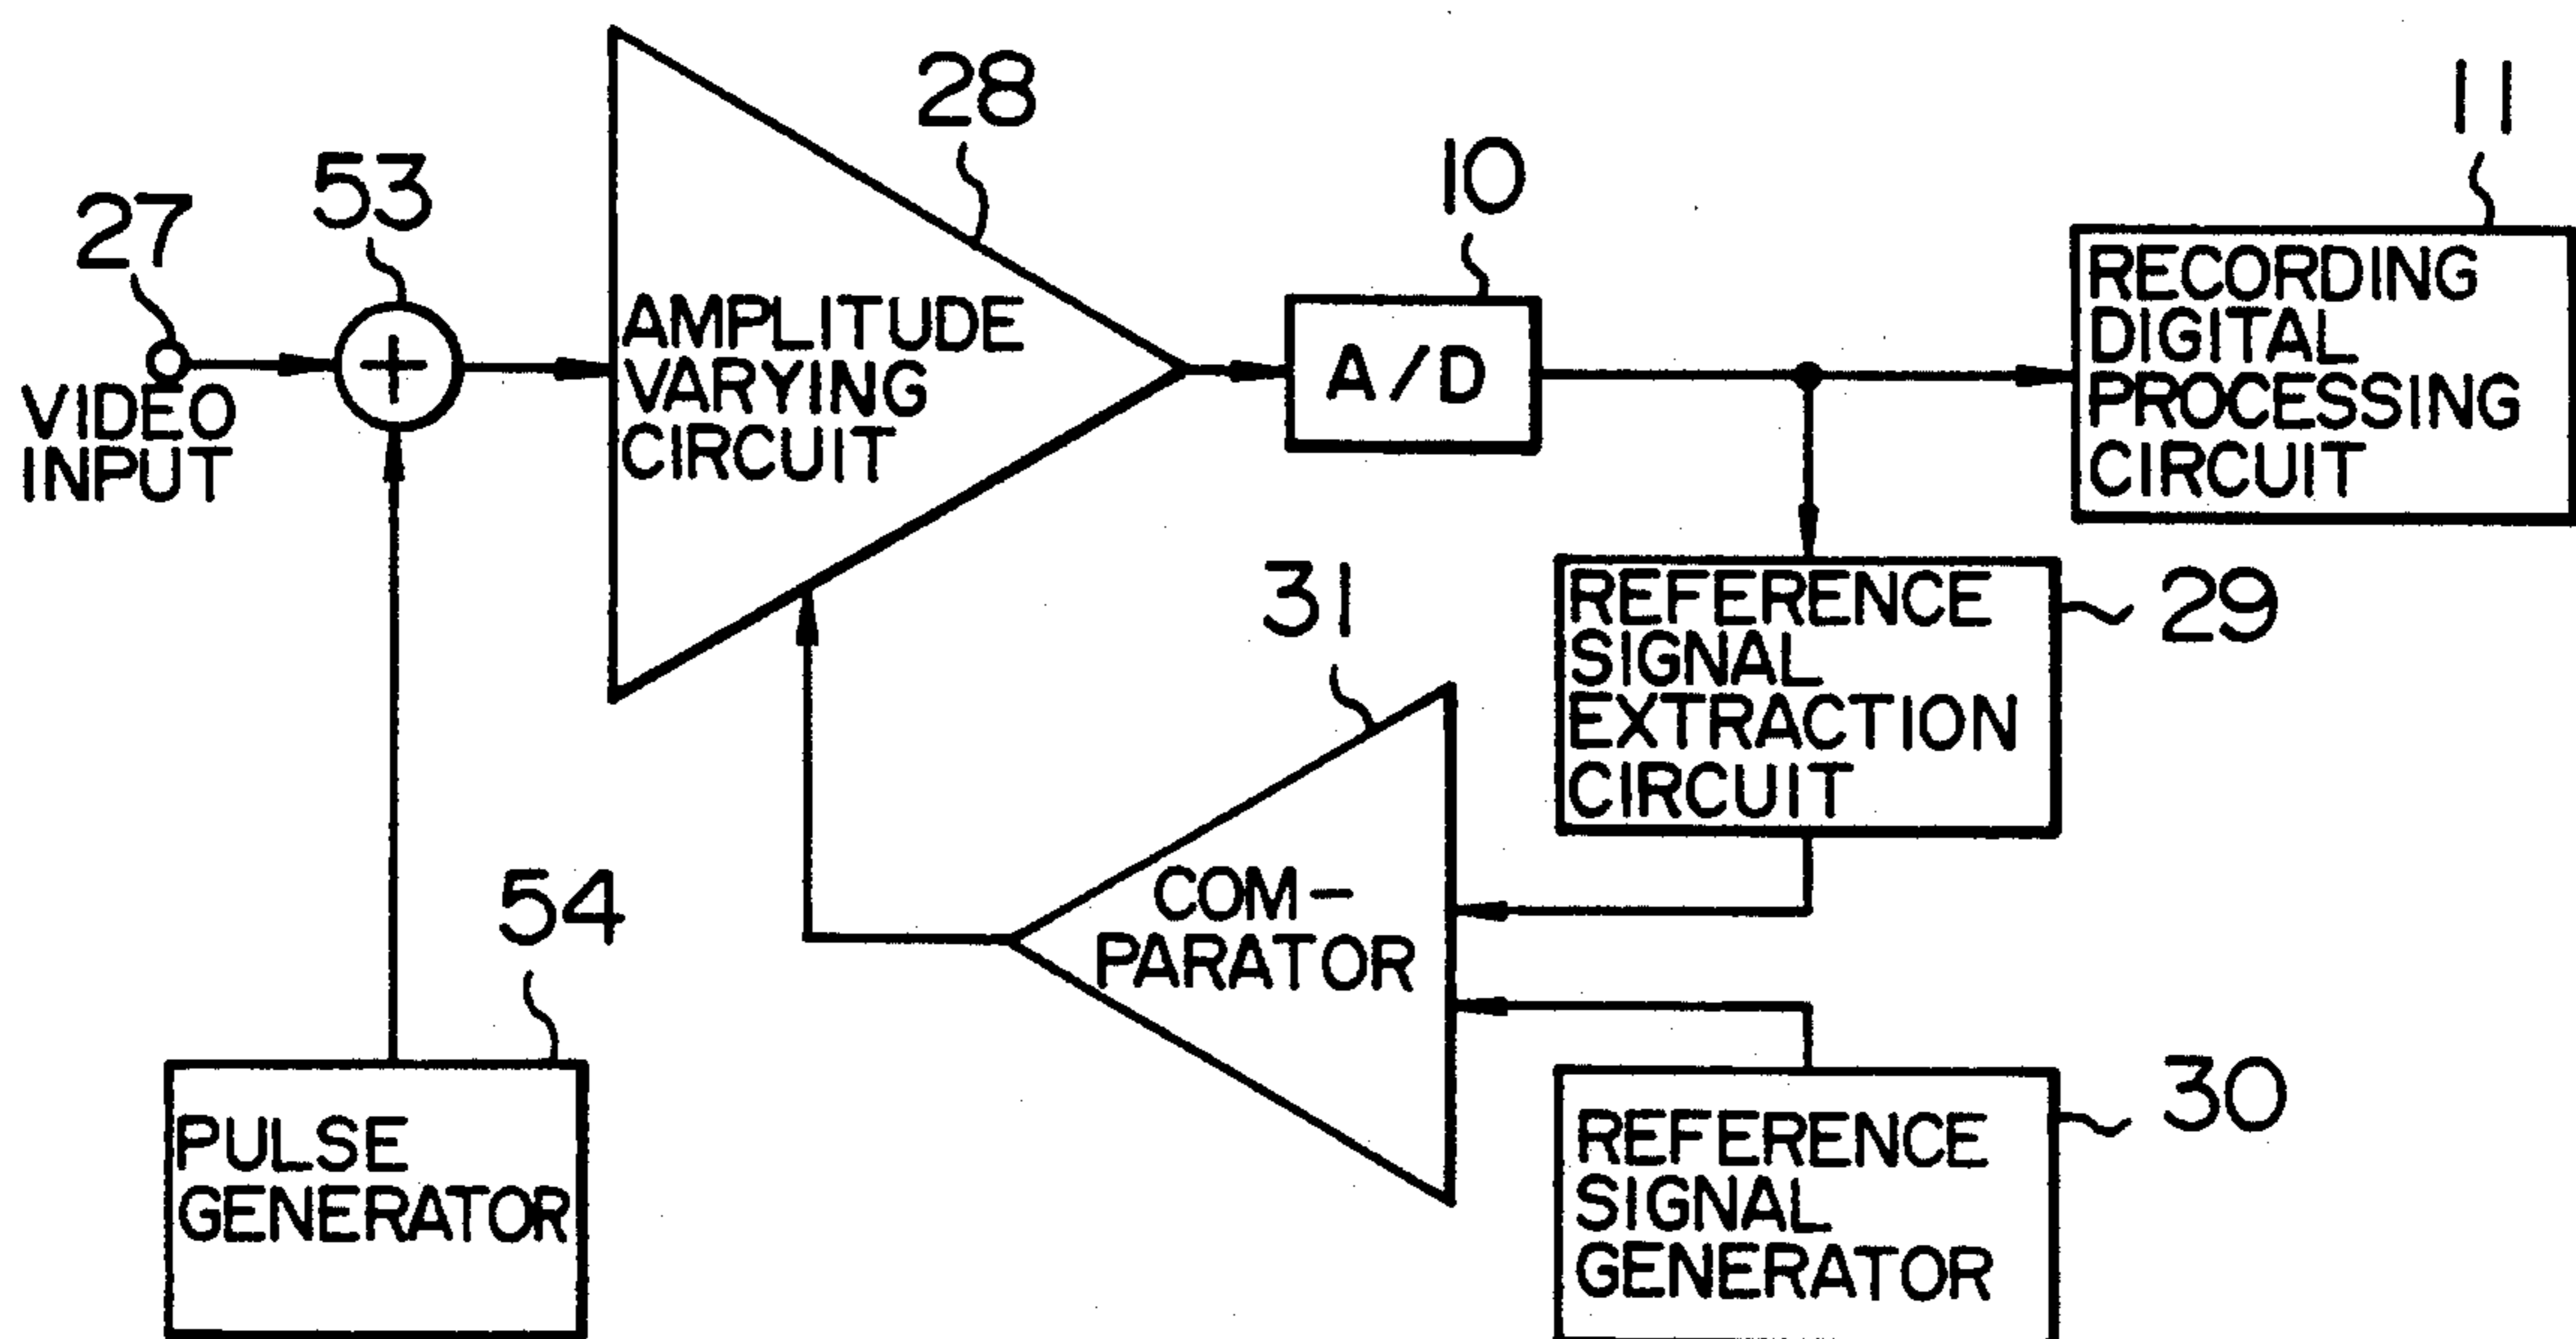 27
VIDEO
INPUT
53
+
28
AMPLITUDE
VARYING
CIRCUIT
10
A/D
11
RECORDING
DIGITAL
PROCESSING
CIRCUIT
REFERENCE
SIGNAL
EXTRACTION
CIRCUIT
29
31
COM-
PARATOR
54
PULSE
GENERATOR
REFERENCE
SIGNAL
GENERATOR
30